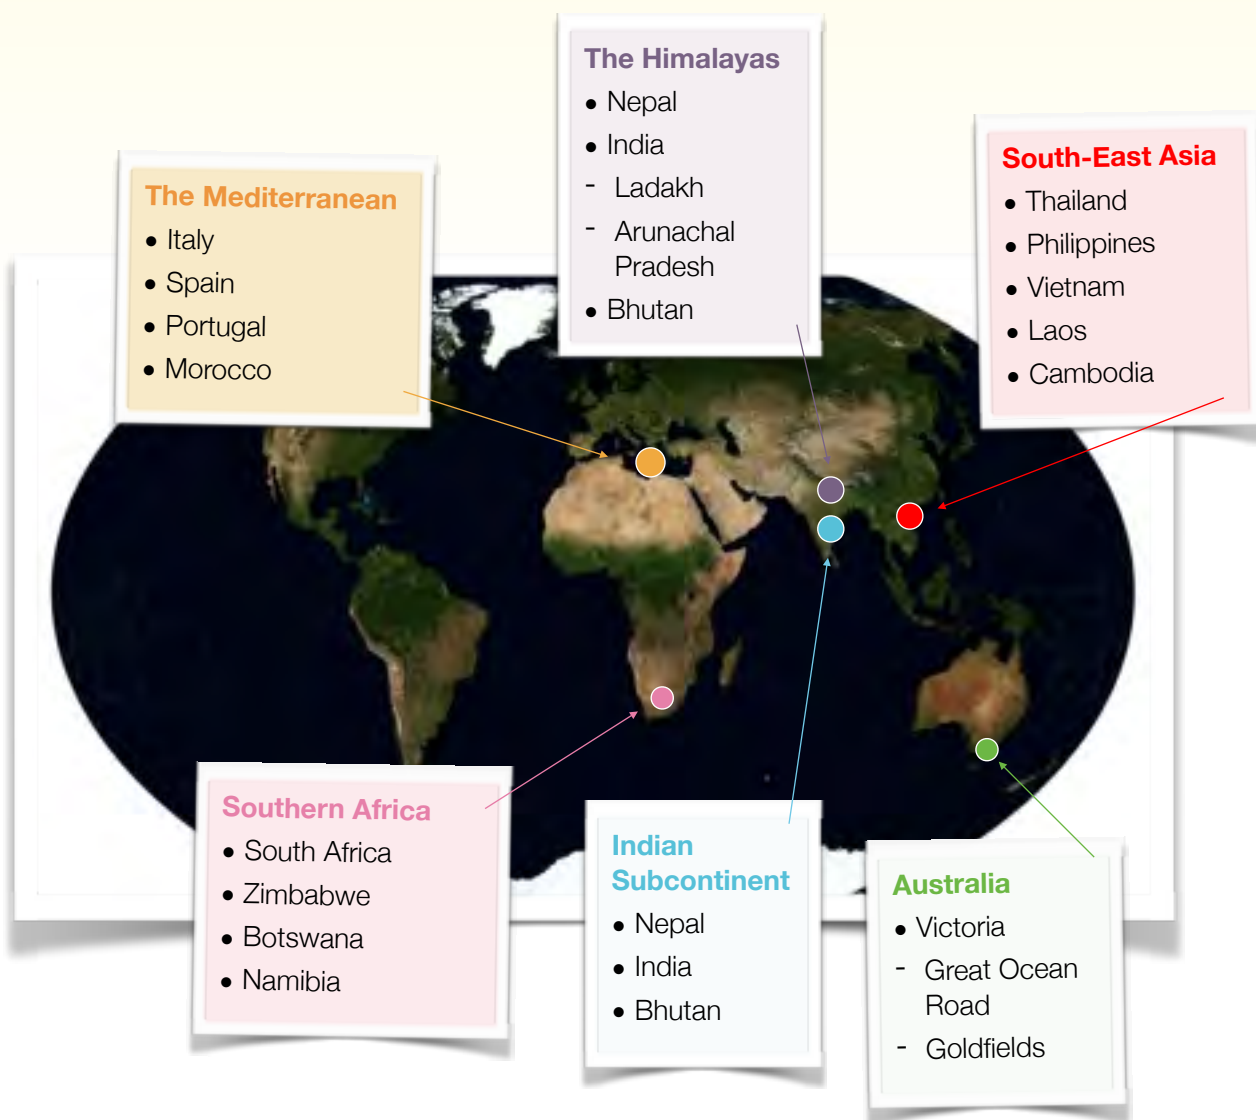 The Himalayas
• Nepal
• India
- Ladakh
- Arunachal
Pradesh
• Bhutan
South-East Asia
• Thailand
• Philippines
• Vietnam
• Laos
• Cambodia
The Mediterranean
• Italy
• Spain
• Portugal
• Morocco
Southern Africa
• South Africa
• Zimbabwe
• Botswana
• Namibia
Indian
Subcontinent
• Nepal
• India
• Bhutan
Australia
• Victoria
- Great Ocean
Road
- Goldfields